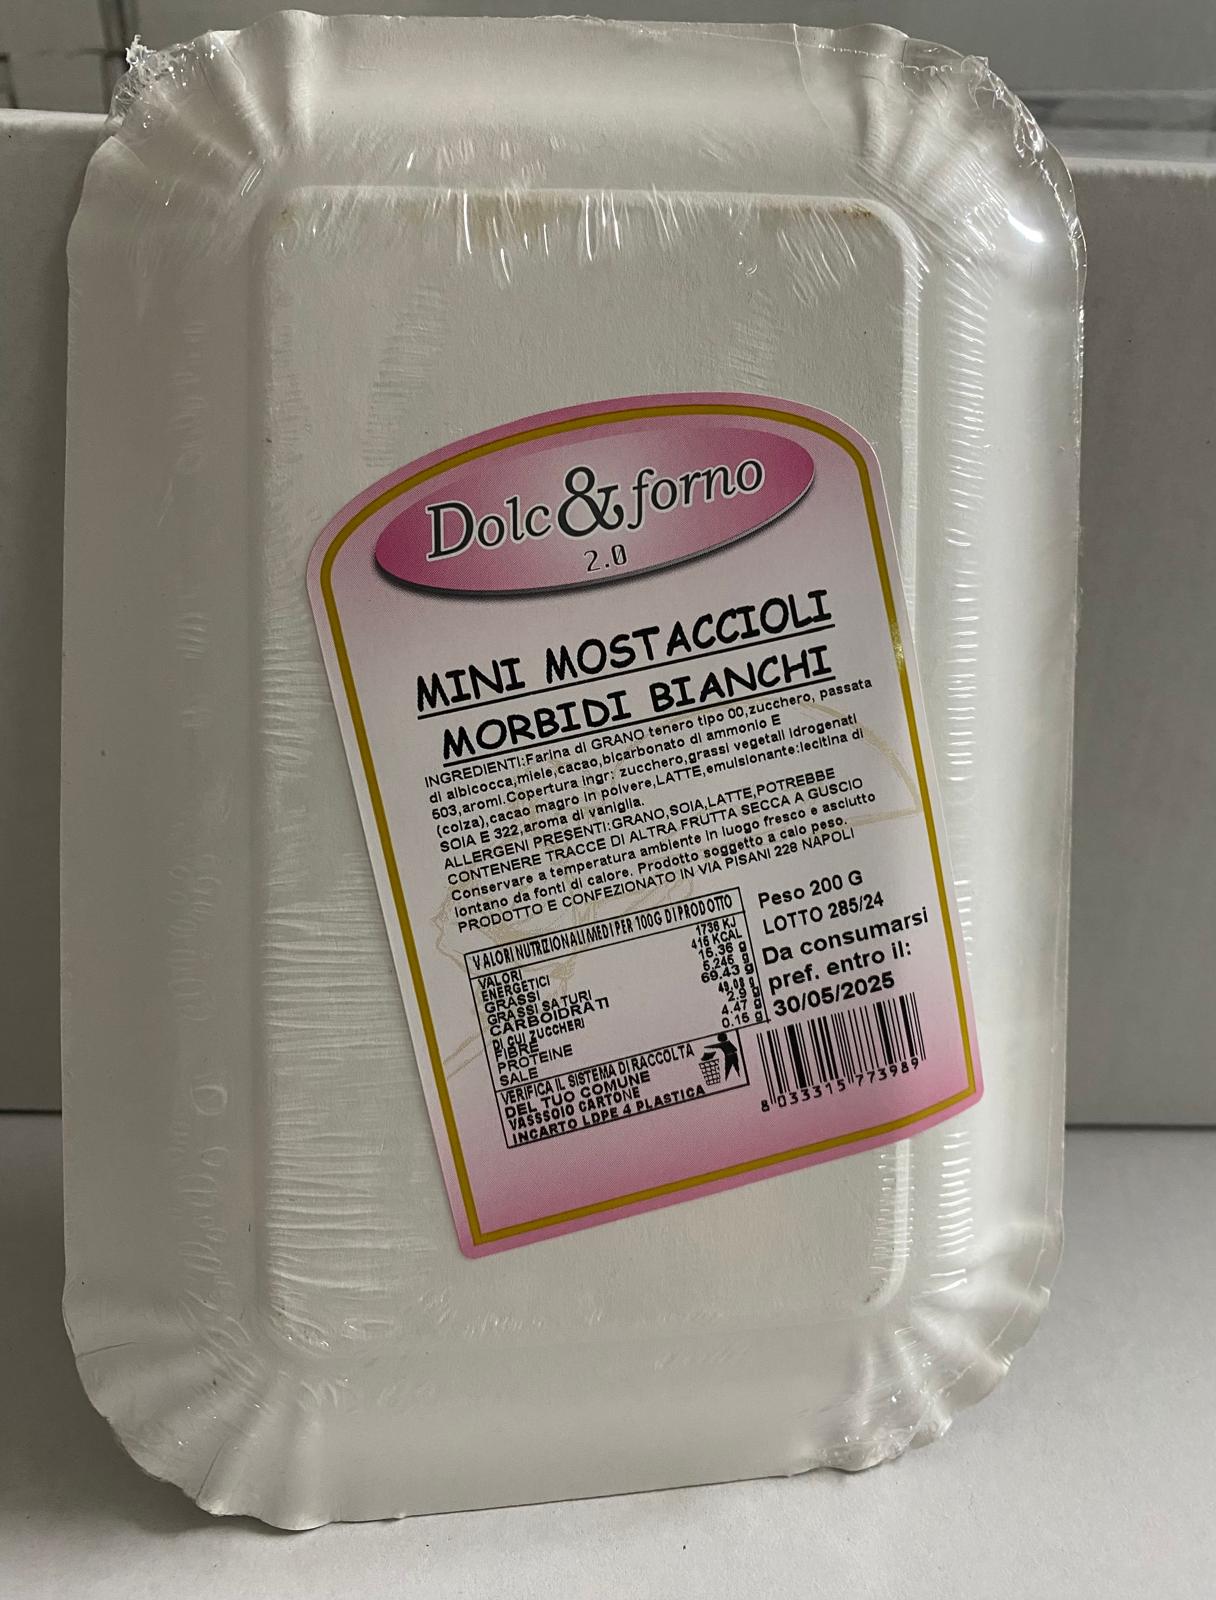 Dolc&forno
2.0
MINI MOSTACCIOLI
MORBIDI BIANCHI
INGREDIENTI:Farina di GRANO tenero tipo 00,zucchero, passata
di albicocca,miele,cacao,bicarbonato di ammonio E
503,aromi.Copertura ingr: zucchero,grassi vegetali idrogenati
(colza),cacao magro in polvere,LATTE,emulsionante:lecitina di
SOIA E 322,aroma di vaniglia.
ALLERGENI PRESENTI:GRANO,SOIA,LATTE,POTREBBE
CONTENERE TRACCE DI ALTRA FRUTTA SECCA A GUSCIO
Conservare a temperatura ambiente in luogo fresco e asciutto
lontano da fonti di calore. Prodotto soggetto a calo peso.
PRODOTTO E CONFEZIONATO IN VIA PISANI 228 NAPOLI
VALORI NUTRIZIONALI MEDI PER 100G DI PRODOTTO
VALORI 1736 KJ
ENERGETICI 416 KCAL
GRASSI 15,36 g
GRASSI SATURI 5,245 g
CARBOIDRATI 69.43 g
DI CUI ZUCCHERI 49,08 g
FIBRE 2,9 g
PROTEINE 4.47 g
SALE 0.15 g
VERIFICA IL SISTEMA DI RACCOLTA
DEL TUO COMUNE
VASSSOIO CARTONE
INCARTO LDPE 4 PLASTICA
Peso 200 G
LOTTO 285/24
Da consumarsi
pref. entro il:
30/05/2025
8 033315 773989